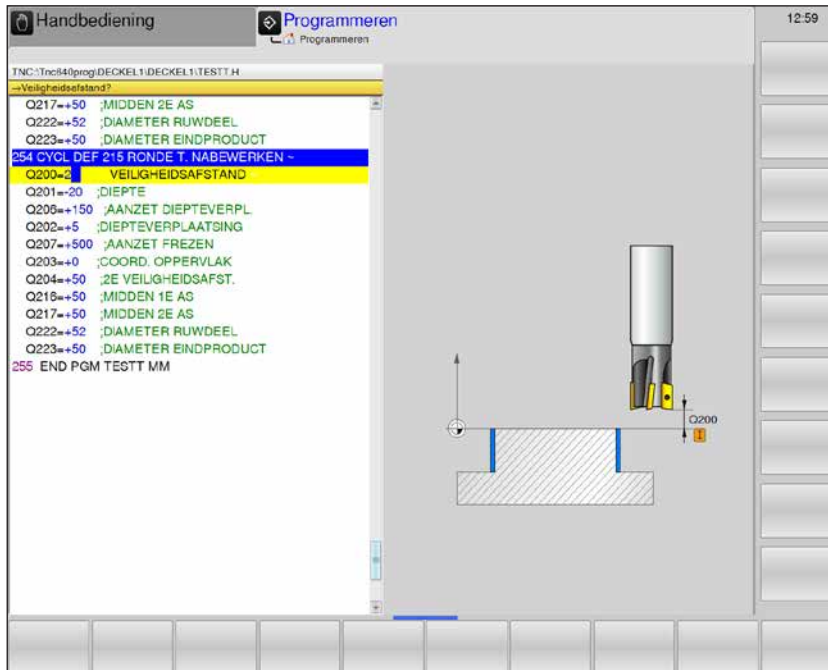 Handbediening
Programmeren
Programmeren
12:59
TNC:\Tnc640prog\DECKEL1\DECKEL1\TESTT.H
→Veiligheidsafstand?
Q217=+50 ;MIDDEN 2E AS
Q222=+52 ;DIAMETER RUWDEEL
Q223=+50 ;DIAMETER EINDPRODUCT
254 CYCL DEF 215 RONDE T. NABEWERKEN ~
Q200=2 VEILIGHEIDSAFSTAND ~
Q201=-20 ;DIEPTE
Q206=+150 ;AANZET DIEPTEVERPL.
Q202=+5 ;DIEPTEVERPLAATSING
Q207=+500 ;AANZET FREZEN
Q203=+0 ;COORD. OPPERVLAK
Q204=+50 ;2E VEILIGHEIDSAFST.
Q216=+50 ;MIDDEN 1E AS
Q217=+50 ;MIDDEN 2E AS
Q222=+52 ;DIAMETER RUWDEEL
Q223=+50 ;DIAMETER EINDPRODUCT
255 END PGM TESTT MM
Q200
I